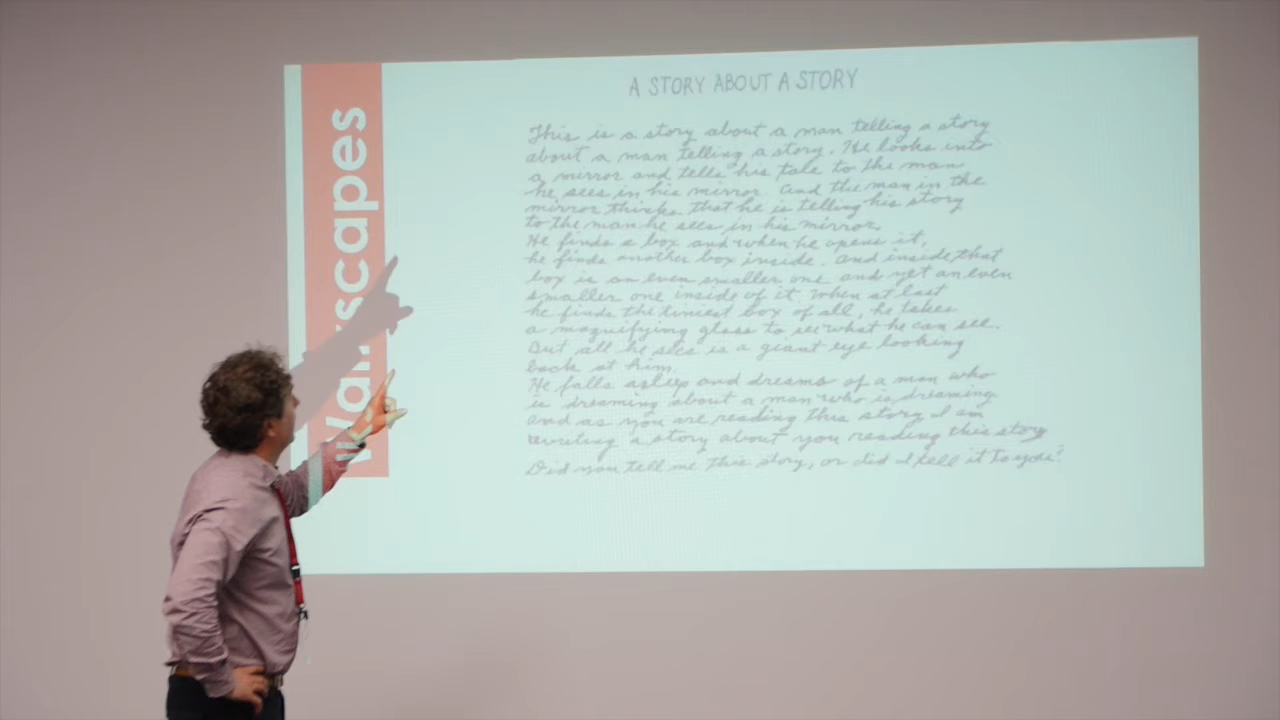 Wa scapes
A STORY ABOUT A STORY
This is a story about a man telling a story
about a man telling a story. He looks into
a mirror and tells his tale to the man
he sees in his mirror. And the man in the
mirror thinks that he is telling his story
to the man he sees in his mirror.
He finds a box and when he opens it,
he finds another box inside. And inside that
box is an even smaller one and yet an even
smaller one inside of it. When at last
he finds the tiniest box of all, he takes
a magnifying glass to see what he can see.
But all he sees is a giant eye looking
back at him.
He falls asleep and dreams of a man who
is dreaming about a man who is dreaming.
And as you are reading this story I am
writing a story about you reading this story
Did you tell me this story, or did I tell it to you?